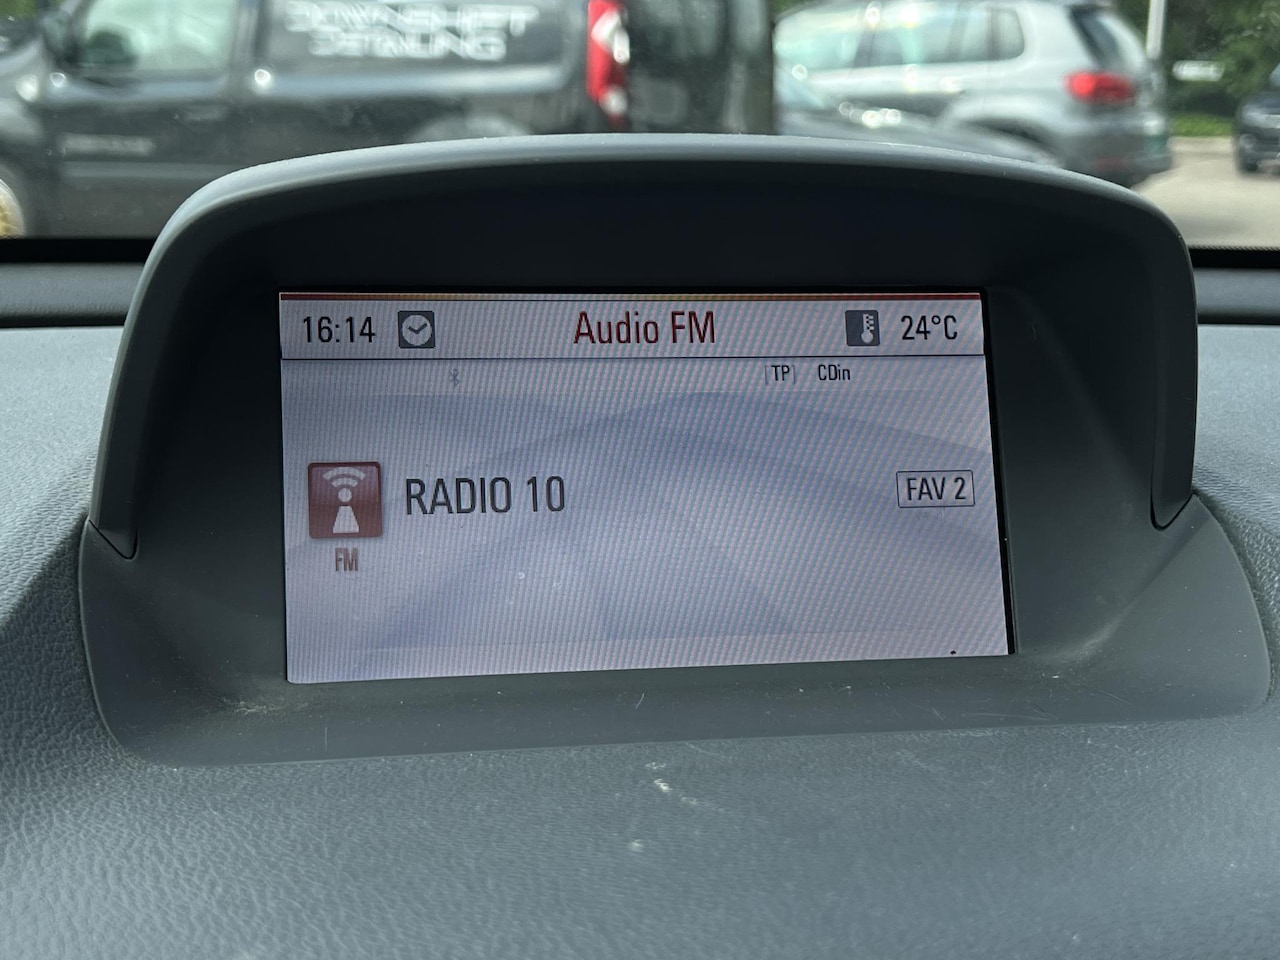 16:14 Audio FM 24°C
[TP] CDin
RADIO 10 FAV 2
FM